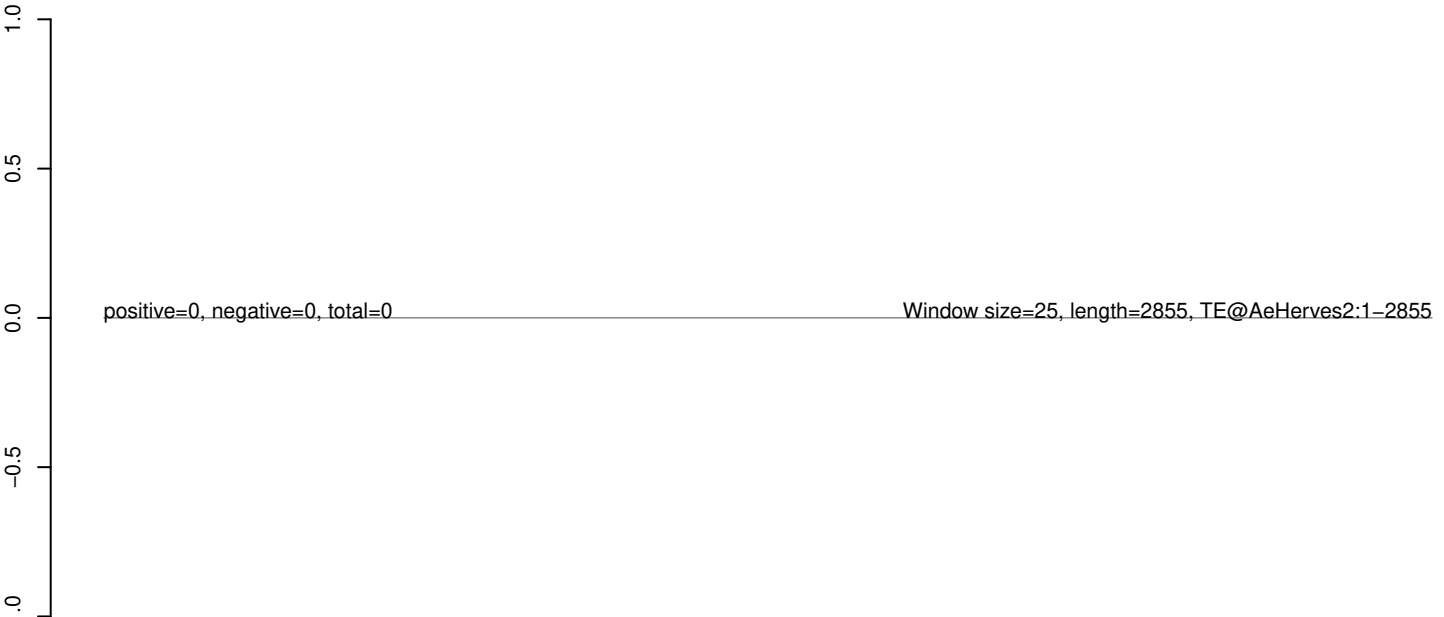 1.0
0.5
positive=0, negative=0, total=0
Window size=25, length=2855, TE@AeHerves2:1−2855
0.0
−0.5
.0